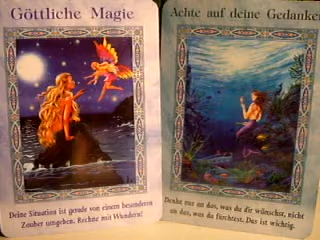 Göttliche Magie
Deine Situation ist gerade von einem besonderen
Zauber umgeben. Rechne mit Wundern!
Achte auf deine Gedanken
Denke nur an das, was du dir wünschst, nicht
an das, was du fürchtest. Das ist wichtig.